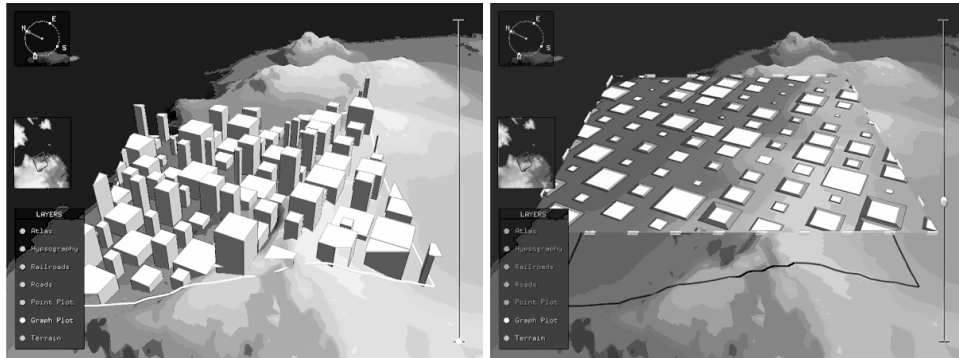 E
N
S
LAYERS
Atlas
Hypsography
Railroads
Roads
Point Plot
Graph Plot
Terrain
E
N
S
LAYERS
Atlas
Hypsography
Railroads
Roads
Point Plot
Graph Plot
Terrain